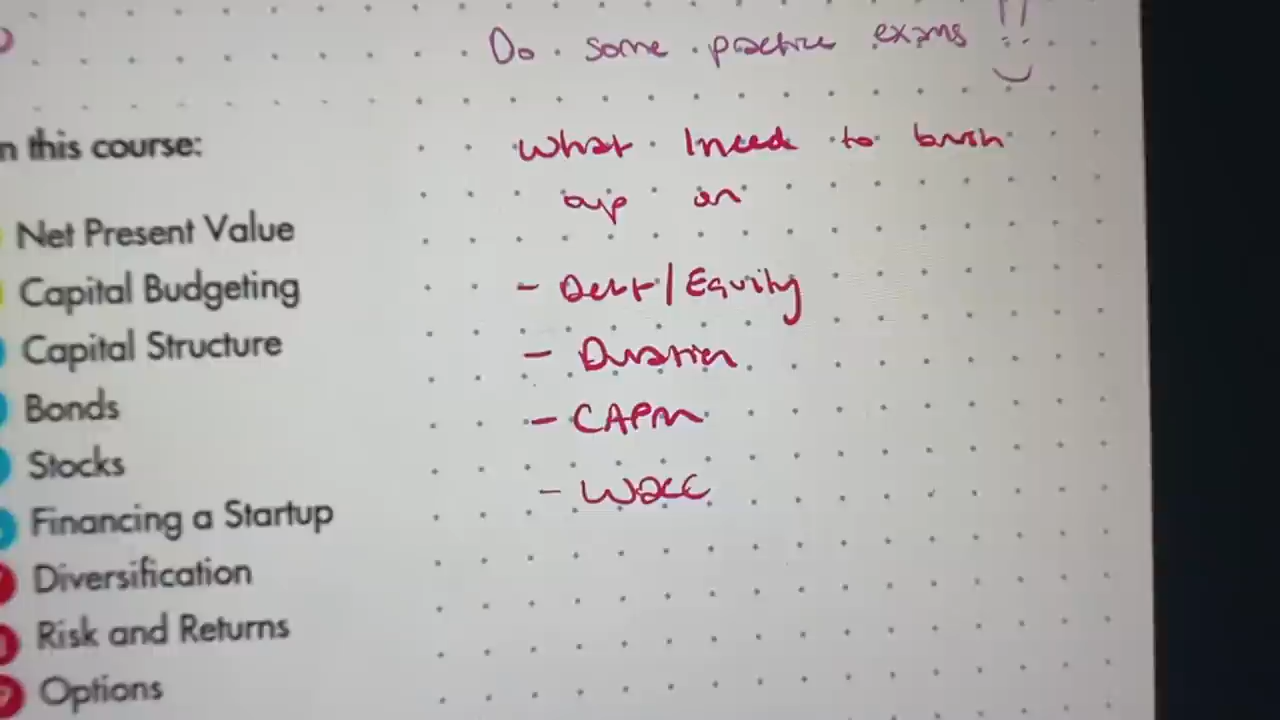 Do some practice exams !!
n this course:
What I need to brush
up on
Net Present Value
Capital Budgeting
- Debt/Equity
Capital Structure
- Duration
Bonds
- CAPM
Stocks
- WACC
Financing a Startup
Diversification
Risk and Returns
Options